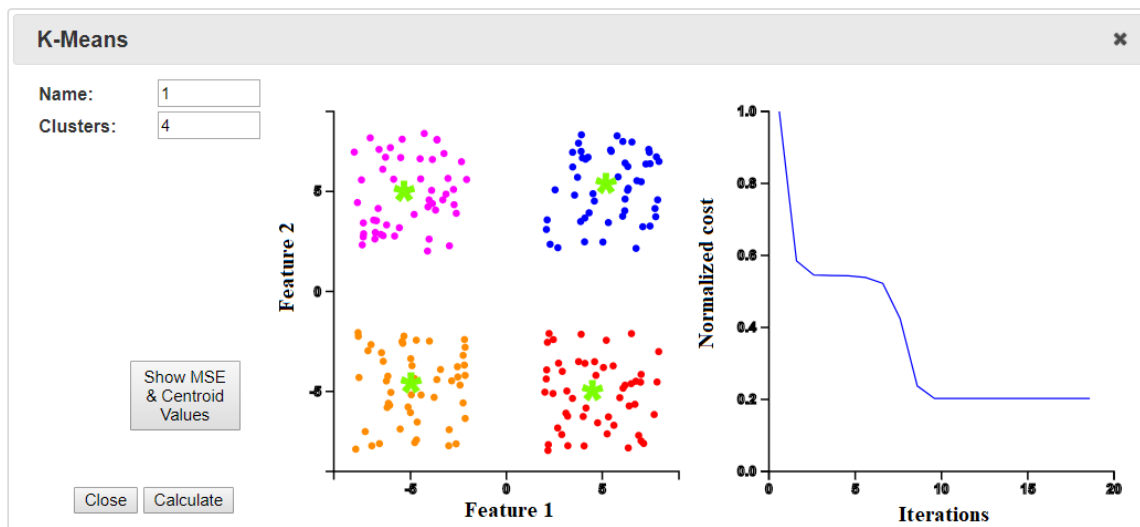 K-Means
✖
Name: 1
Clusters: 4
Show MSE
& Centroid
Values
Close Calculate
Feature 2
5
0
-5
-5 0 5
Feature 1
Normalized cost
1.0
0.8
0.6
0.4
0.2
0.0
0 5 10 15 20
Iterations